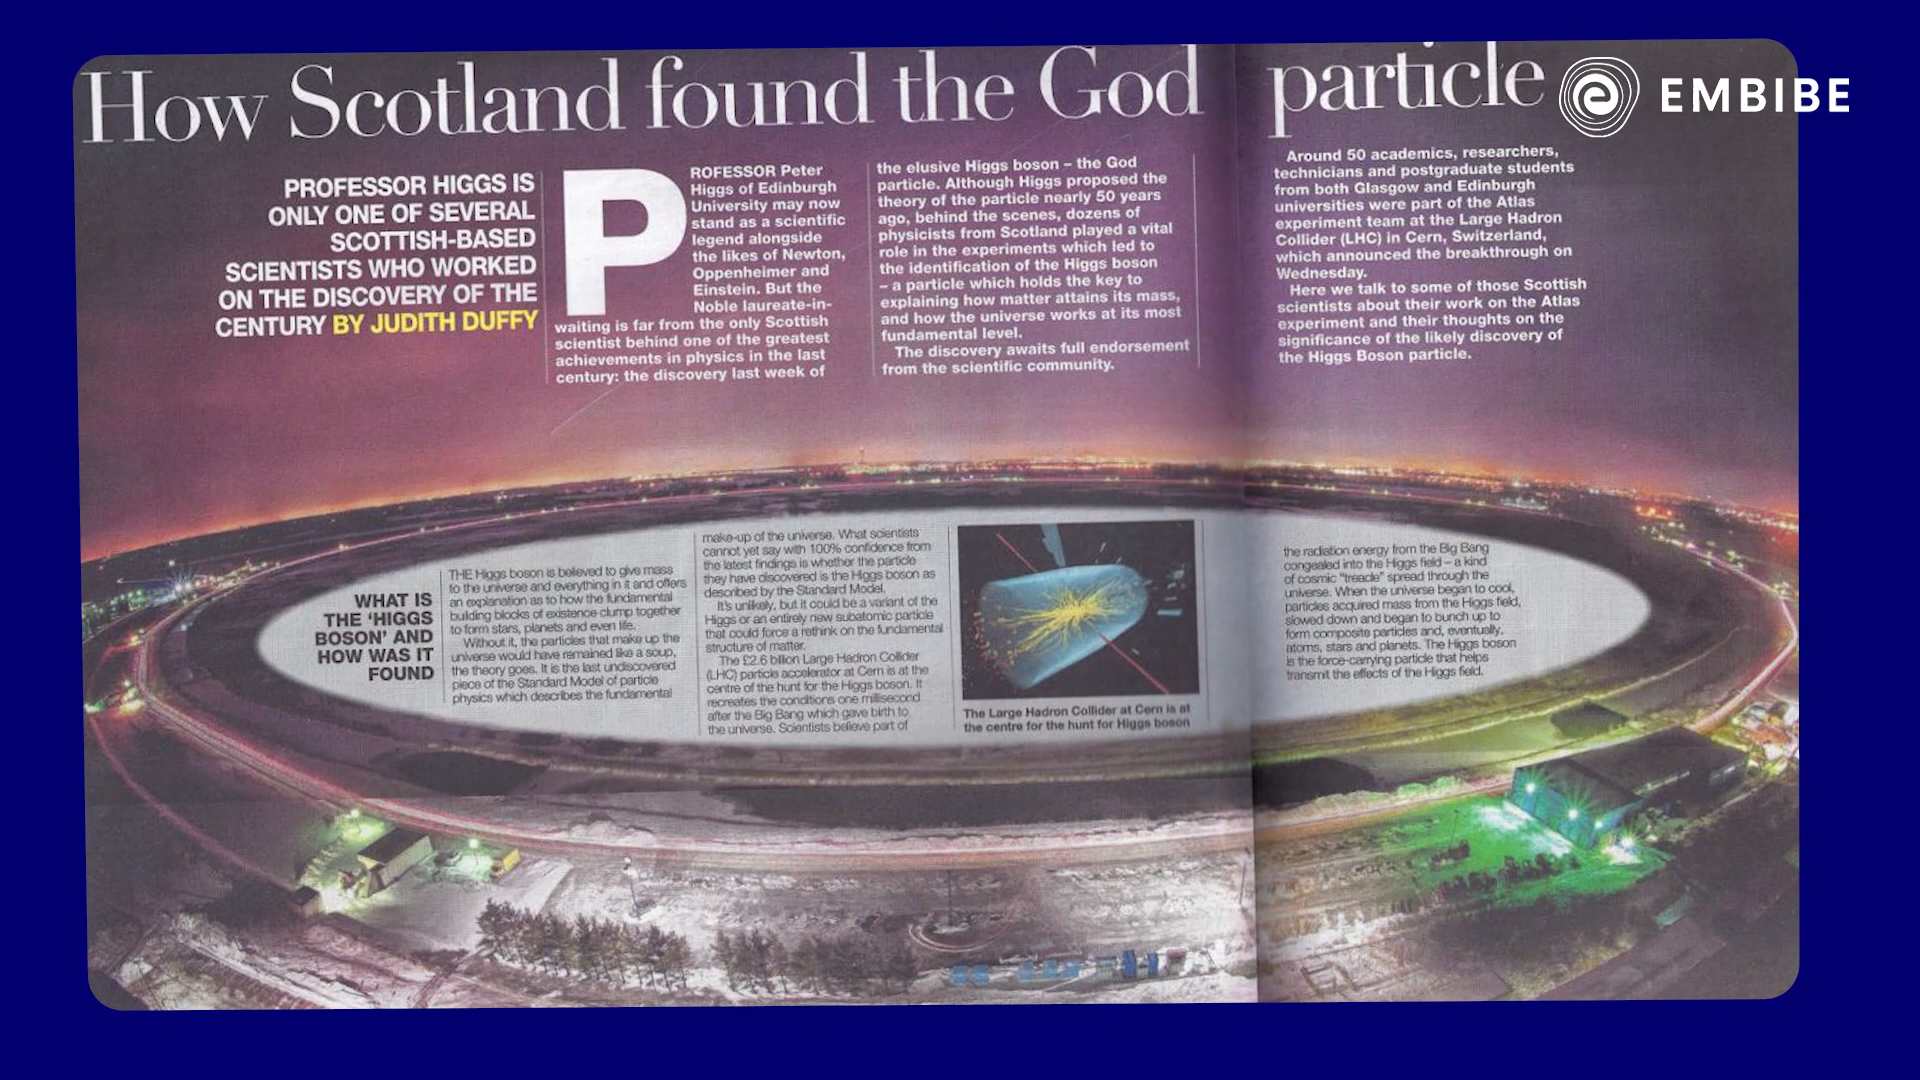 How Scotland found the God particle
EMBIBE
PROFESSOR HIGGS IS
ONLY ONE OF SEVERAL
SCOTTISH-BASED
SCIENTISTS WHO WORKED
ON THE DISCOVERY OF THE
CENTURY BY JUDITH DUFFY
PROFESSOR Peter
Higgs of Edinburgh
University may now
stand as a scientific
legend alongside
the likes of Newton,
Oppenheimer and
Einstein. But the
Noble laureate-in-
waiting is far from the only Scottish
scientist behind one of the greatest
achievements in physics in the last
century: the discovery last week of
the elusive Higgs boson – the God
particle. Although Higgs proposed the
theory of the particle nearly 50 years
ago, behind the scenes, dozens of
physicists from Scotland played a vital
role in the experiments which led to
the identification of the Higgs boson
– a particle which holds the key to
explaining how matter attains its mass,
and how the universe works at its most
fundamental level.
The discovery awaits full endorsement
from the scientific community.
Around 50 academics, researchers,
technicians and postgraduate students
from both Glasgow and Edinburgh
universities were part of the Atlas
experiment team at the Large Hadron
Collider (LHC) in Cern, Switzerland,
which announced the breakthrough on
Wednesday.
Here we talk to some of those Scottish
scientists about their work on the Atlas
experiment and their thoughts on the
significance of the likely discovery of
the Higgs Boson particle.
WHAT IS
THE 'HIGGS
BOSON' AND
HOW WAS IT
FOUND
THE Higgs boson is believed to give mass
to the universe and everything in it and offers
an explanation as to how the fundamental
building blocks of existence clump together
to form stars, planets and even life.
Without it, the particles that make up the
universe would have remained like a soup,
the theory goes. It is the last undiscovered
piece of the Standard Model of particle
physics which describes the fundamental
make-up of the universe. What scientists
cannot yet say with 100% confidence from
the latest findings is whether the particle
they have discovered is the Higgs boson as
described by the Standard Model.
It's unlikely, but it could be a variant of the
Higgs or an entirely new subatomic particle
that could force a rethink on the fundamental
structure of matter.
The £2.6 billion Large Hadron Collider
(LHC) particle accelerator at Cern is at the
centre of the hunt for the Higgs boson. It
recreates the conditions one millisecond
after the Big Bang which gave birth to
the universe. Scientists believe part of
The Large Hadron Collider at Cern is at
the centre for the hunt for Higgs boson
the radiation energy from the Big Bang
congealed into the Higgs field – a kind
of cosmic "treacle" spread through the
universe. When the universe began to cool,
particles acquired mass from the Higgs field,
slowed down and began to bunch up to
form composite particles and, eventually,
atoms, stars and planets. The Higgs boson
is the force-carrying particle that helps
transmit the effects of the Higgs field.